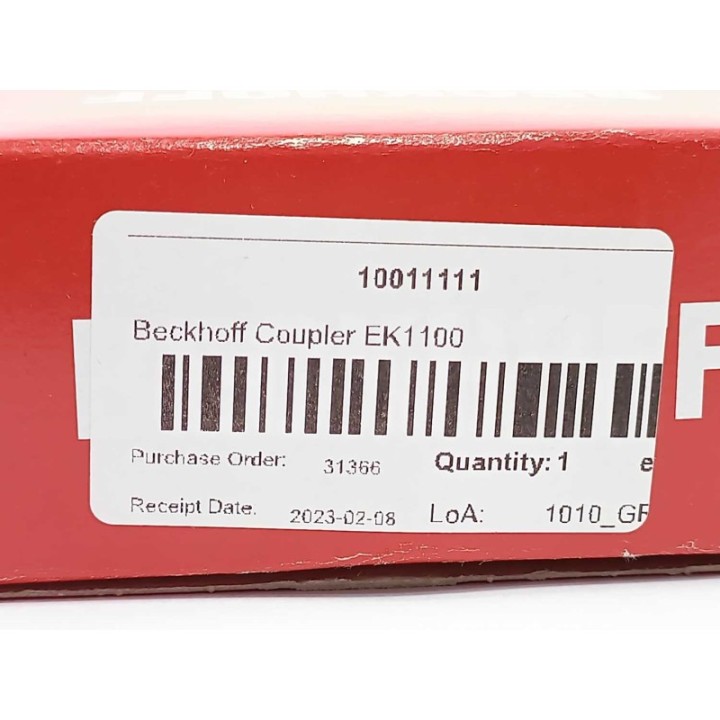 10011111
Beckhoff Coupler EK1100
Purchase Order: 31366 Quantity: 1 e
Receipt Date. 2023-02-08 LoA: 1010_GR
F